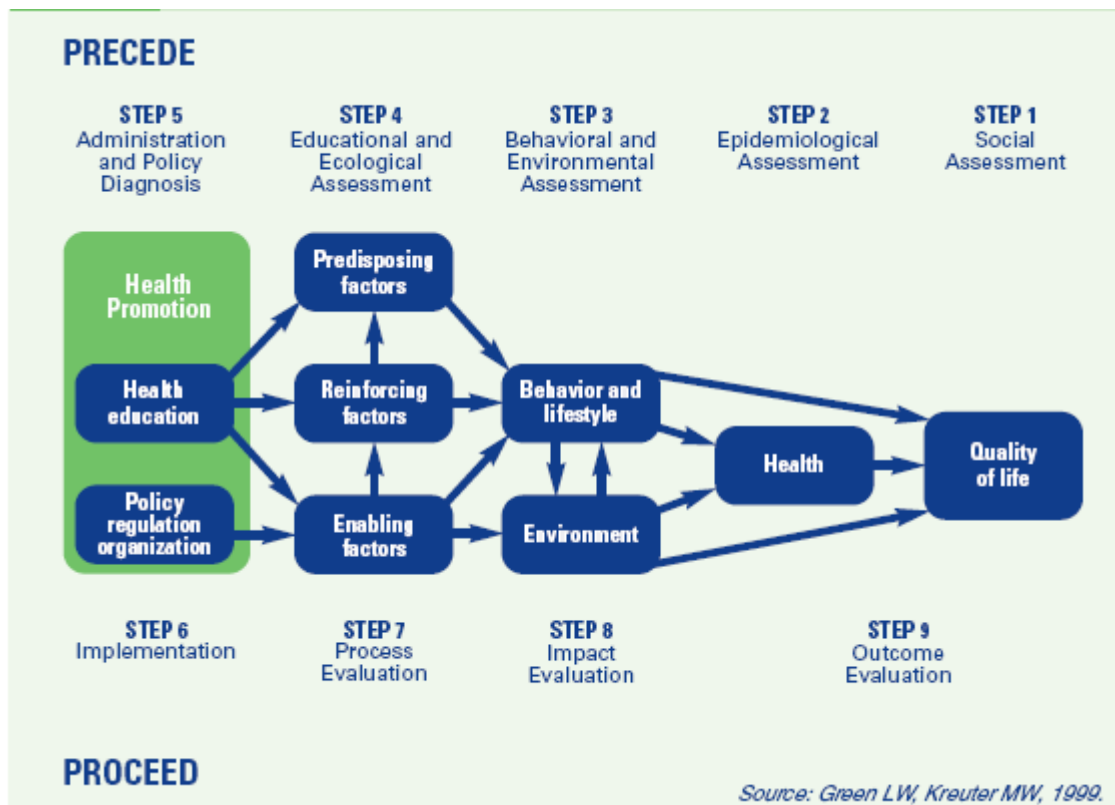 PRECEDE
STEP 5
Administration
and Policy
Diagnosis
STEP 4
Educational and
Ecological
Assessment
STEP 3
Behavioral and
Environmental
Assessment
STEP 2
Epidemiological
Assessment
STEP 1
Social
Assessment
Health
Promotion
Health
education
Policy
regulation
organization
Predisposing
factors
Reinforcing
factors
Enabling
factors
Behavior and
lifestyle
Environment
Health
Quality
of life
STEP 6
Implementation
STEP 7
Process
Evaluation
STEP 8
Impact
Evaluation
STEP 9
Outcome
Evaluation
PROCEED
Source: Green LW, Kreuter MW, 1999.